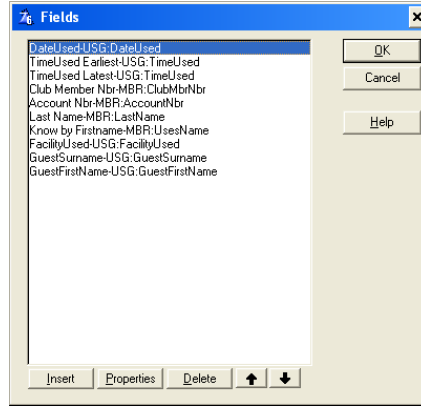 Fields
DateUsed-USG:DateUsed
TimeUsed Earliest-USG:TimeUsed
TimeUsed Latest-USG:TimeUsed
Club Member Nbr-MBR:ClubMbrNbr
Account Nbr-MBR:AccountNbr
Last Name-MBR:LastName
Know by Firstname-MBR:UsesName
FacilityUsed-USG:FacilityUsed
GuestSurname-USG:GuestSurname
GuestFirstName-USG:GuestFirstName
OK
Cancel
Help
Insert Properties Delete